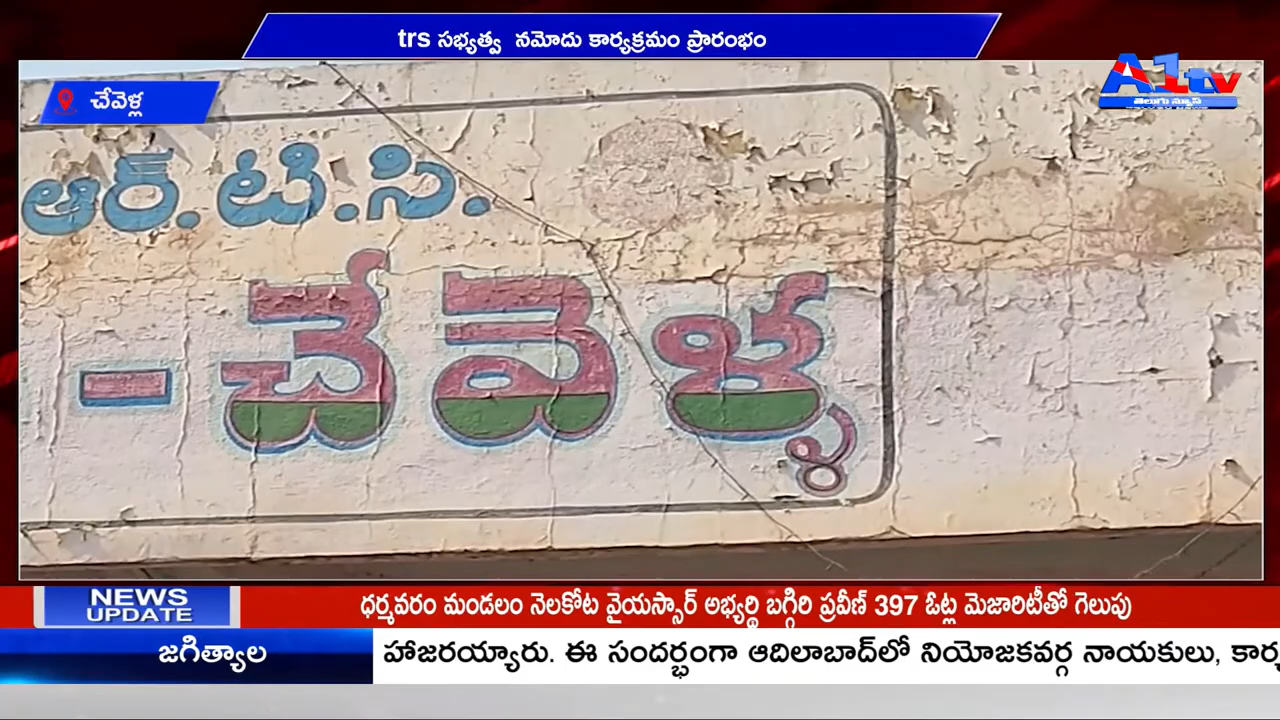 trs సభ్యత్వ నమోదు కార్యక్రమం ప్రారంభం
చేవెళ్ల
A1tv
తెలుగు న్యూస్
ఆర్.టి.సి.
- చేవెళ్ళ
NEWS UPDATE
ధర్మవరం మండలం నెలకోట వైయస్సార్ అభ్యర్థి బగ్గిరి ప్రవీణ్ 397 ఓట్ల మెజారిటీతో గెలుపు
జగిత్యాల
హాజరయ్యారు. ఈ సందర్భంగా ఆదిలాబాద్‌లో నియోజకవర్గ నాయకులు,